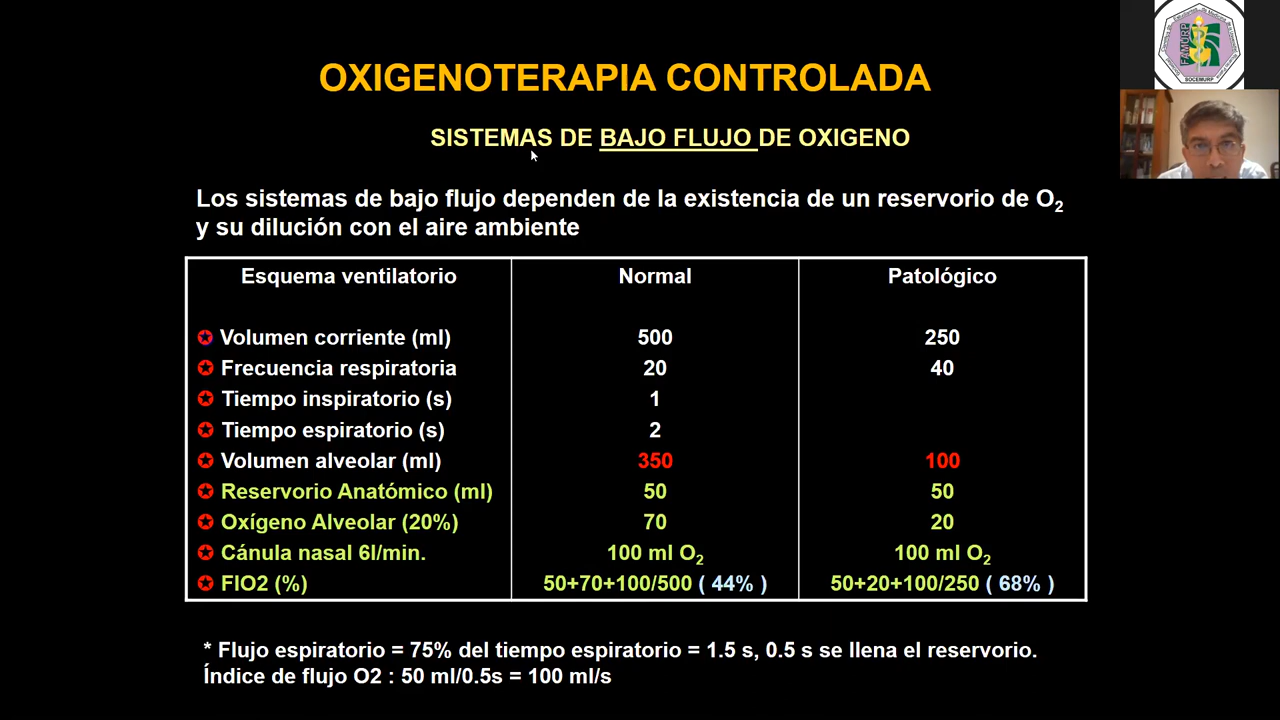 OXIGENOTERAPIA CONTROLADA
SISTEMAS DE BAJO FLUJO DE OXIGENO
Los sistemas de bajo flujo dependen de la existencia de un reservorio de O2
y su dilución con el aire ambiente
Esquema ventilatorio Normal Patológico
Volumen corriente (ml) 500 250
Frecuencia respiratoria 20 40
Tiempo inspiratorio (s) 1
Tiempo espiratorio (s) 2
Volumen alveolar (ml) 350 100
Reservorio Anatómico (ml) 50 50
Oxígeno Alveolar (20%) 70 20
Cánula nasal 6l/min. 100 ml O2 100 ml O2
FIO2 (%) 50+70+100/500 ( 44% ) 50+20+100/250 ( 68% )
* Flujo espiratorio = 75% del tiempo espiratorio = 1.5 s, 0.5 s se llena el reservorio.
Índice de flujo O2 : 50 ml/0.5s = 100 ml/s
FAMURP
SOCEMURP